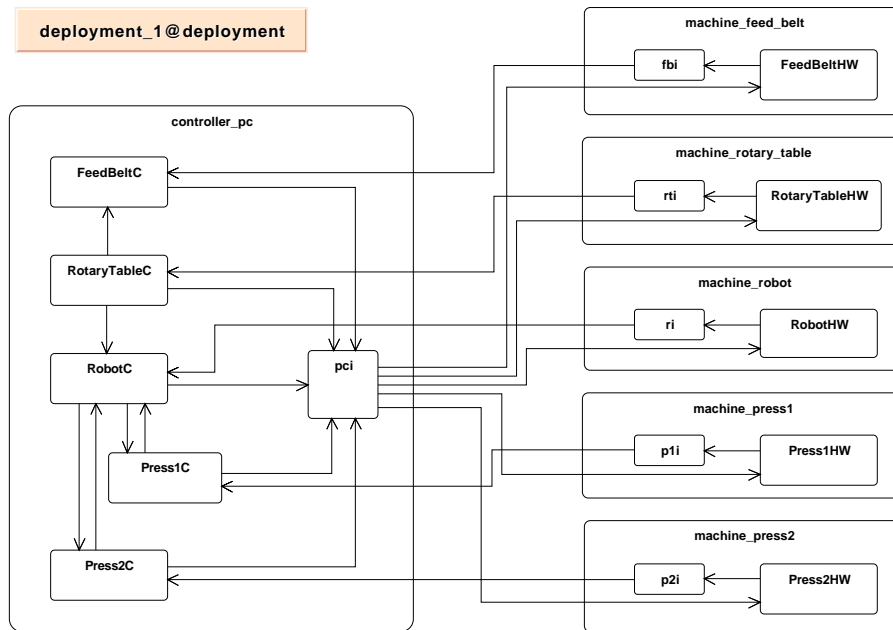 deployment_1@deployment
controller_pc
FeedBeltC
RotaryTableC
RobotC
pci
Press1C
Press2C
machine_feed_belt
fbi
FeedBeltHW
machine_rotary_table
rti
RotaryTableHW
machine_robot
ri
RobotHW
machine_press1
p1i
Press1HW
machine_press2
p2i
Press2HW